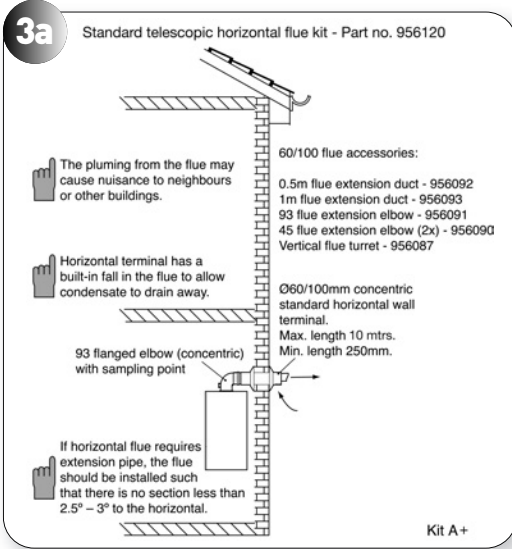 3a
Standard telescopic horizontal flue kit - Part no. 956120
The pluming from the flue may
cause nuisance to neighbours
or other buildings.
60/100 flue accessories:
0.5m flue extension duct - 956092
1m flue extension duct - 956093
93 flue extension elbow - 956091
45 flue extension elbow (2x) - 956090
Vertical flue turret - 956087
Horizontal terminal has a
built-in fall in the flue to allow
condensate to drain away.
Ø60/100mm concentric
standard horizontal wall
terminal.
Max. length 10 mtrs.
Min. length 250mm.
93 flanged elbow (concentric)
with sampling point
If horizontal flue requires
extension pipe, the flue
should be installed such
that there is no section less than
2.5° – 3° to the horizontal.
Kit A+